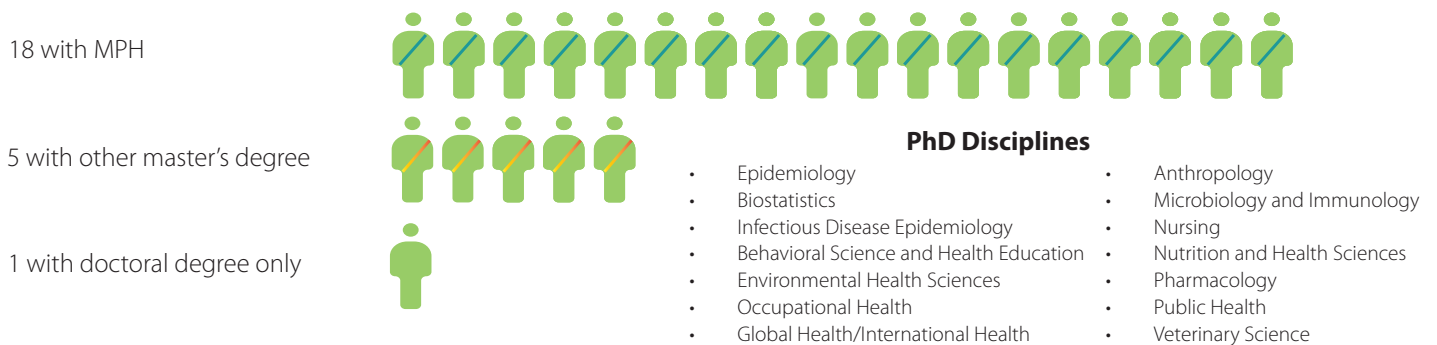 18 with MPH
5 with other master’s degree
1 with doctoral degree only
PhD Disciplines
• Epidemiology
• Biostatistics
• Infectious Disease Epidemiology
• Behavioral Science and Health Education
• Environmental Health Sciences
• Occupational Health
• Global Health/International Health
• Anthropology
• Microbiology and Immunology
• Nursing
• Nutrition and Health Sciences
• Pharmacology
• Public Health
• Veterinary Science